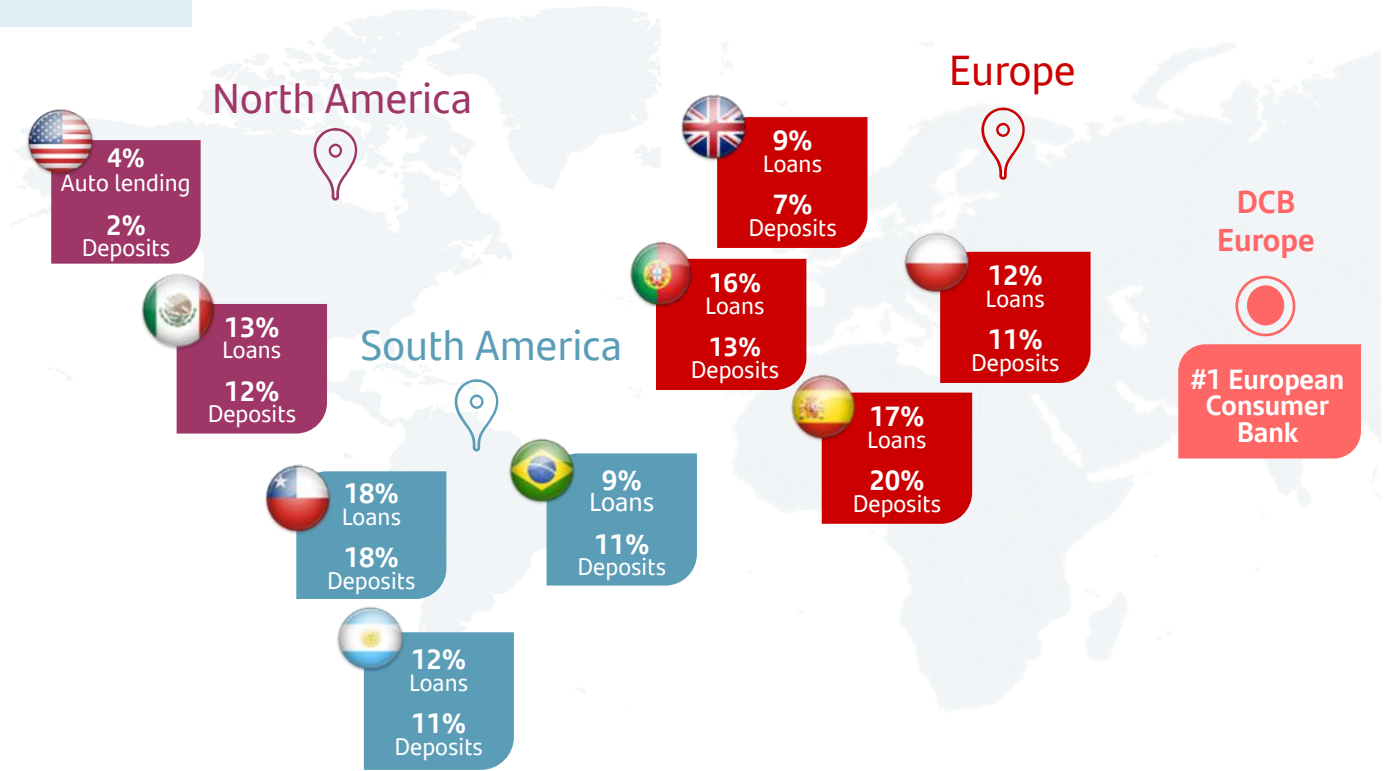 North America
4%
Auto lending
2%
Deposits
13%
Loans
12%
Deposits
South America
18%
Loans
18%
Deposits
9%
Loans
11%
Deposits
12%
Loans
11%
Deposits
Europe
9%
Loans
7%
Deposits
16%
Loans
13%
Deposits
12%
Loans
11%
Deposits
17%
Loans
20%
Deposits
DCB
Europe
#1 European
Consumer
Bank